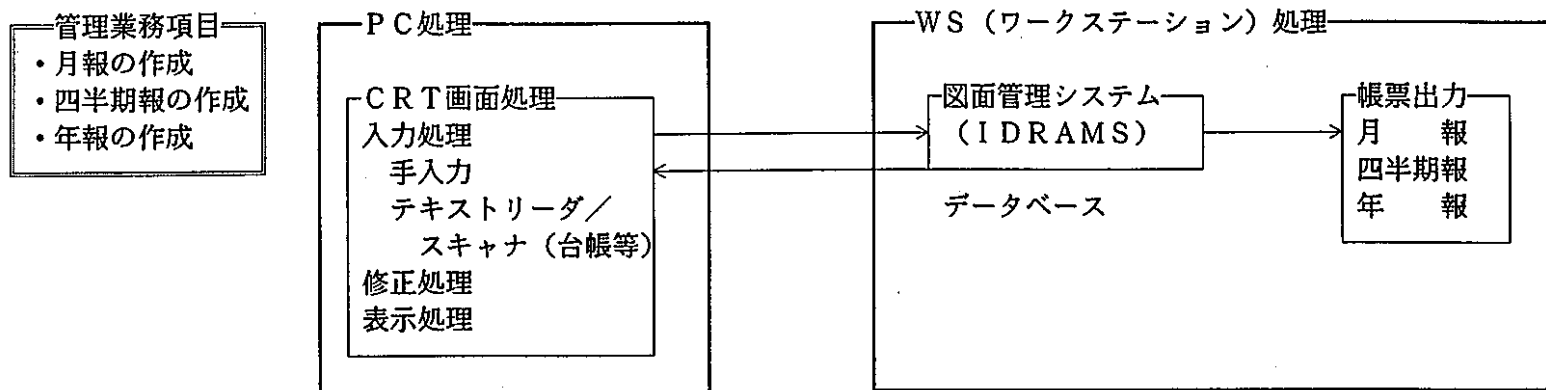 管理業務項目
・月報の作成
・四半期報の作成
・年報の作成
PC処理
CRT画面処理
入力処理
手入力
テキストリーダ/
スキャナ(台帳等)
修正処理
表示処理
WS(ワークステーション)処理
図面管理システム
(IDRAMS)
データベース
帳票出力
月 報
四半期報
年 報